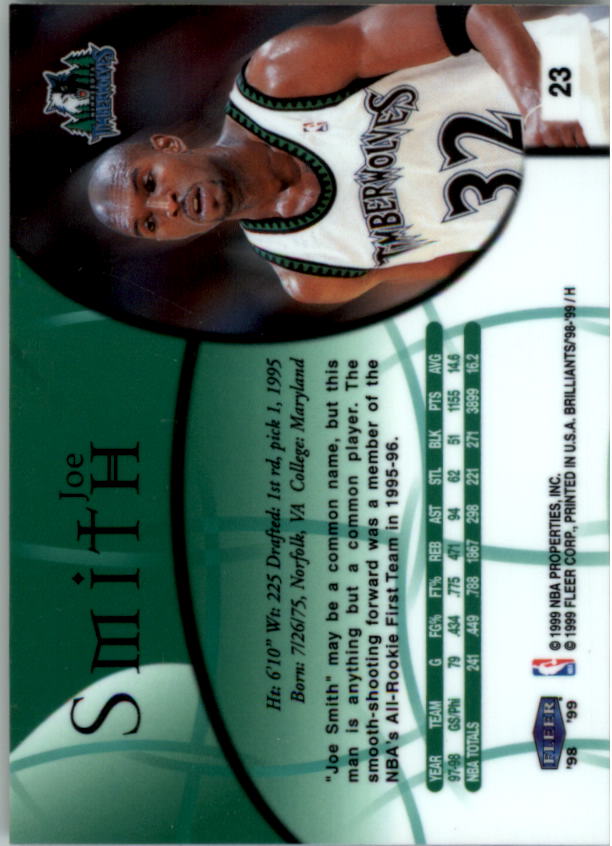 Joe
SmitH
Ht: 6'10" Wt: 225 Drafted: 1st rd, pick 1, 1995
Born: 7/26/75, Norfolk, VA College: Maryland
"Joe Smith" may be a common name, but this
man is anything but a common player. The
smooth-shooting forward was a member of the
NBA's All-Rookie First Team in 1995-96.
YEAR TEAM G FG% FT% REB AST STL BLK PTS AVG
97-98 GS/Phi 79 .434 .775 471 94 62 51 1155 14.6
NBA TOTALS 241 .449 .788 1867 298 221 271 3899 16.2
FLEER
'98 '99
© 1999 NBA PROPERTIES, INC.
© 1999 FLEER CORP., PRINTED IN U.S.A. BRILLIANTS/'98-'99 / H
TIMBERWOLVES
TIMBERWOLVES
32
23